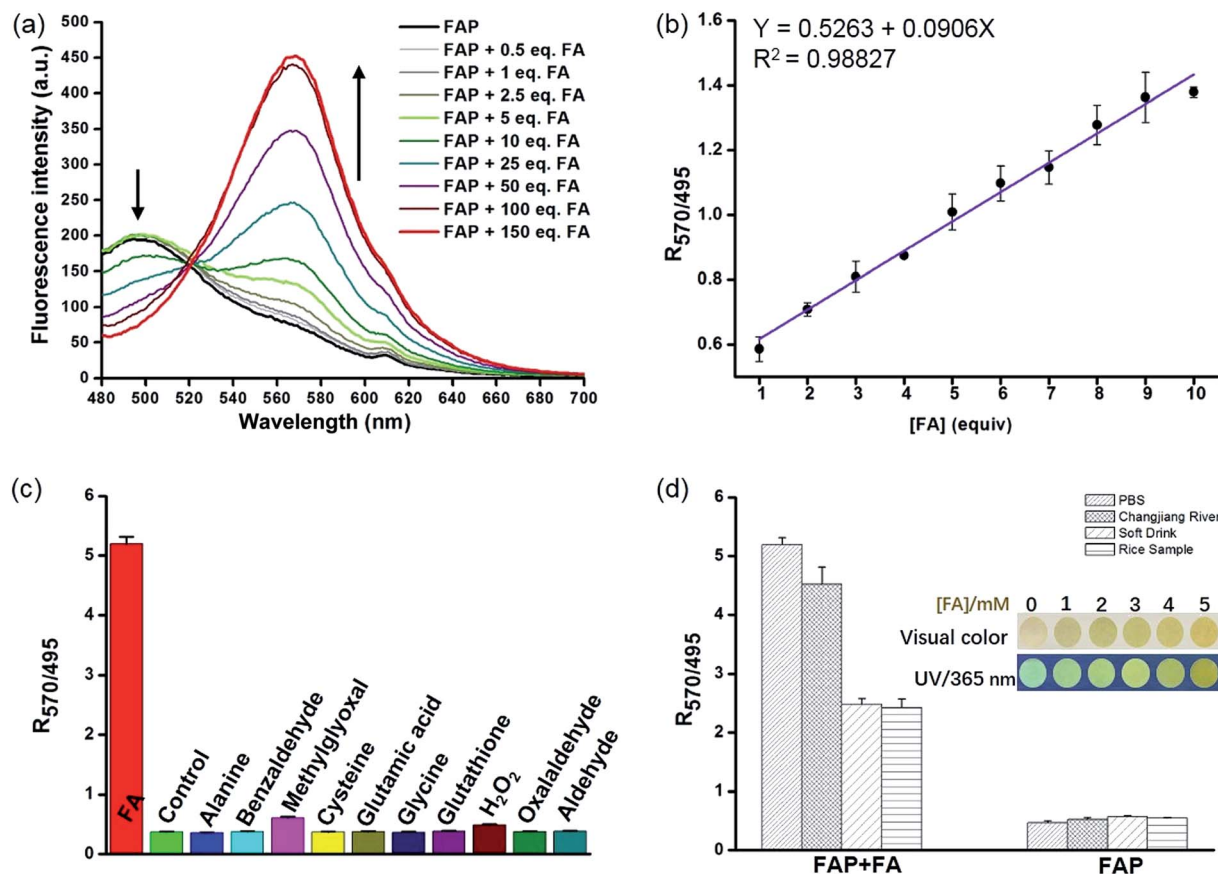 (a)
500
450
400
350
300
250
200
150
100
50
0
Fluorescence intensity (a.u.)
FAP
FAP + 0.5 eq. FA
FAP + 1 eq. FA
FAP + 2.5 eq. FA
FAP + 5 eq. FA
FAP + 10 eq. FA
FAP + 25 eq. FA
FAP + 50 eq. FA
FAP + 100 eq. FA
FAP + 150 eq. FA
480 500 520 540 560 580 600 620 640 660 680 700
Wavelength (nm)
(b)
Y = 0.5263 + 0.0906X
R² = 0.98827
1.6
1.4
1.2
1.0
0.8
0.6
R570/495
1 2 3 4 5 6 7 8 9 10
[FA] (equiv)
(c)
6
5
4
3
2
1
0
R570/495
FA
Control
Alanine
Benzaldehyde
Methylglyoxal
Cysteine
Glutamic acid
Glycine
Glutathione
H₂O₂
Oxalaldehyde
Aldehyde
(d)
6
5
4
3
2
1
0
R570/495
PBS
Changjiang River
Soft Drink
Rice Sample
[FA]/mM 0 1 2 3 4 5
Visual color
UV/365 nm
FAP+FA FAP